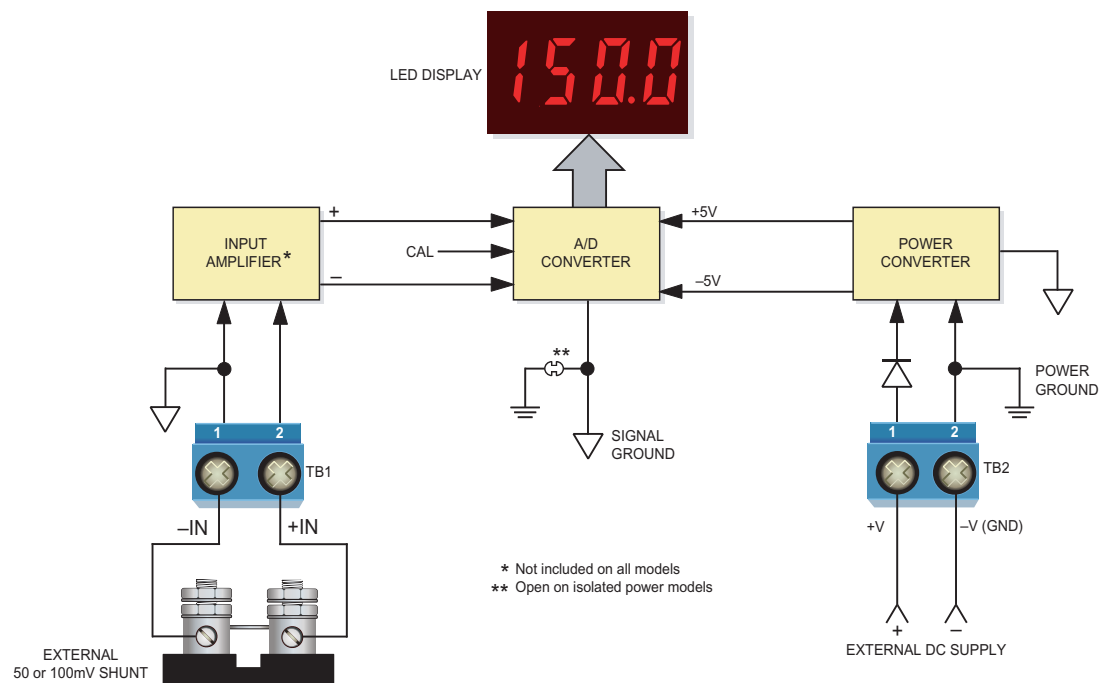 LED DISPLAY
150.0
INPUT
AMPLIFIER*
+
CAL
–
A/D
CONVERTER
+5V
–5V
POWER
CONVERTER
**
SIGNAL
GROUND
POWER
GROUND
1 2
TB1
–IN +IN
1 2
TB2
+V
–V (GND)
* Not included on all models
** Open on isolated power models
EXTERNAL
50 or 100mV SHUNT
+ –
EXTERNAL DC SUPPLY